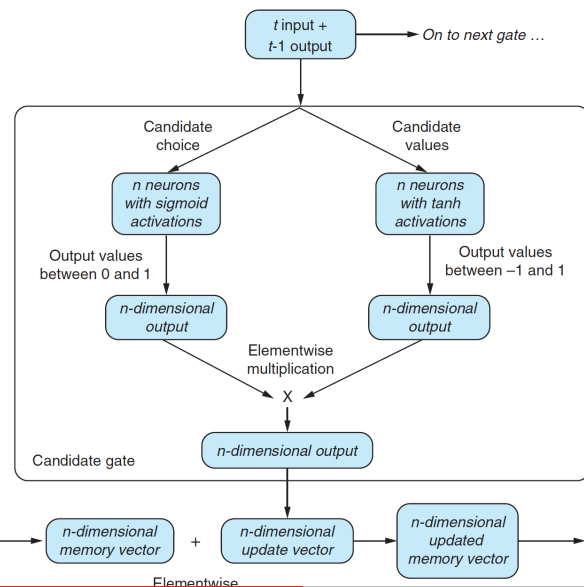 t input +
t-1 output
On to next gate …
Candidate
choice
Candidate
values
n neurons
with sigmoid
activations
n neurons
with tanh
activations
Output values
between 0 and 1
Output values
between –1 and 1
n-dimensional
output
n-dimensional
output
Elementwise
multiplication
X
n-dimensional output
Candidate gate
n-dimensional
memory vector
+
n-dimensional
update vector
n-dimensional
updated
memory vector
Elementwise